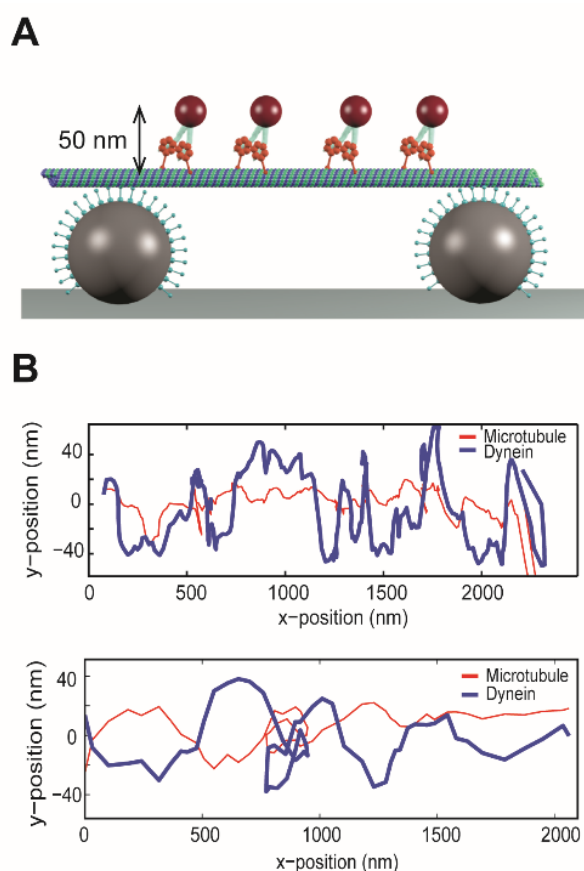 A
50 nm
B
Microtubule
Dynein
y-position (nm)
40
0
-40
0 500 1000 1500 2000
x-position (nm)
Microtubule
Dynein
y-position (nm)
40
0
-40
0 500 1000 1500 2000
x-position (nm)